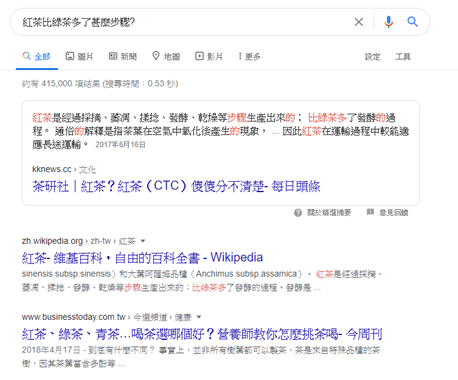 紅茶比綠茶多了甚麼步驟?
全部 圖片 新聞 地圖 影片 更多 設定 工具
約有 415,000 項結果 (搜尋時間:0.53 秒)
紅茶是經過採摘、萎凋、揉捻、發酵、乾燥等步驟生產出來的; 比綠茶多了發酵的過
程。 通俗的解釋是指茶葉在空氣中氧化後產生的現象, ... 因此紅茶在運輸過程中較能適
應長途運輸。 2017年6月16日
kknews.cc › 文化
茶研社丨紅茶?紅茶(CTC)傻傻分不清楚- 每日頭條
關於精選摘要 意見回饋
zh.wikipedia.org › zh-tw › 紅茶
紅茶- 維基百科,自由的百科全書 - Wikipedia
sinensis subsp.sinensis)和大葉阿薩姆品種(Anchimus subsp.assamica)。 紅茶是經過採摘、
萎凋、揉捻、發酵、乾燥等步驟生產出來的;比綠茶多了發酵的過程。發酵是 ...
www.businesstoday.com.tw › 今週頻道 › 健康
紅茶、綠茶、青茶...喝茶選哪個好?營養師教你怎麼挑茶喝- 今周刊
2018年4月17日 - 到底有什麼不同? 事實上,並非所有樹葉都可以製茶,茶是來自特殊品種的茶
樹,因其茶葉富含多酚等 ...